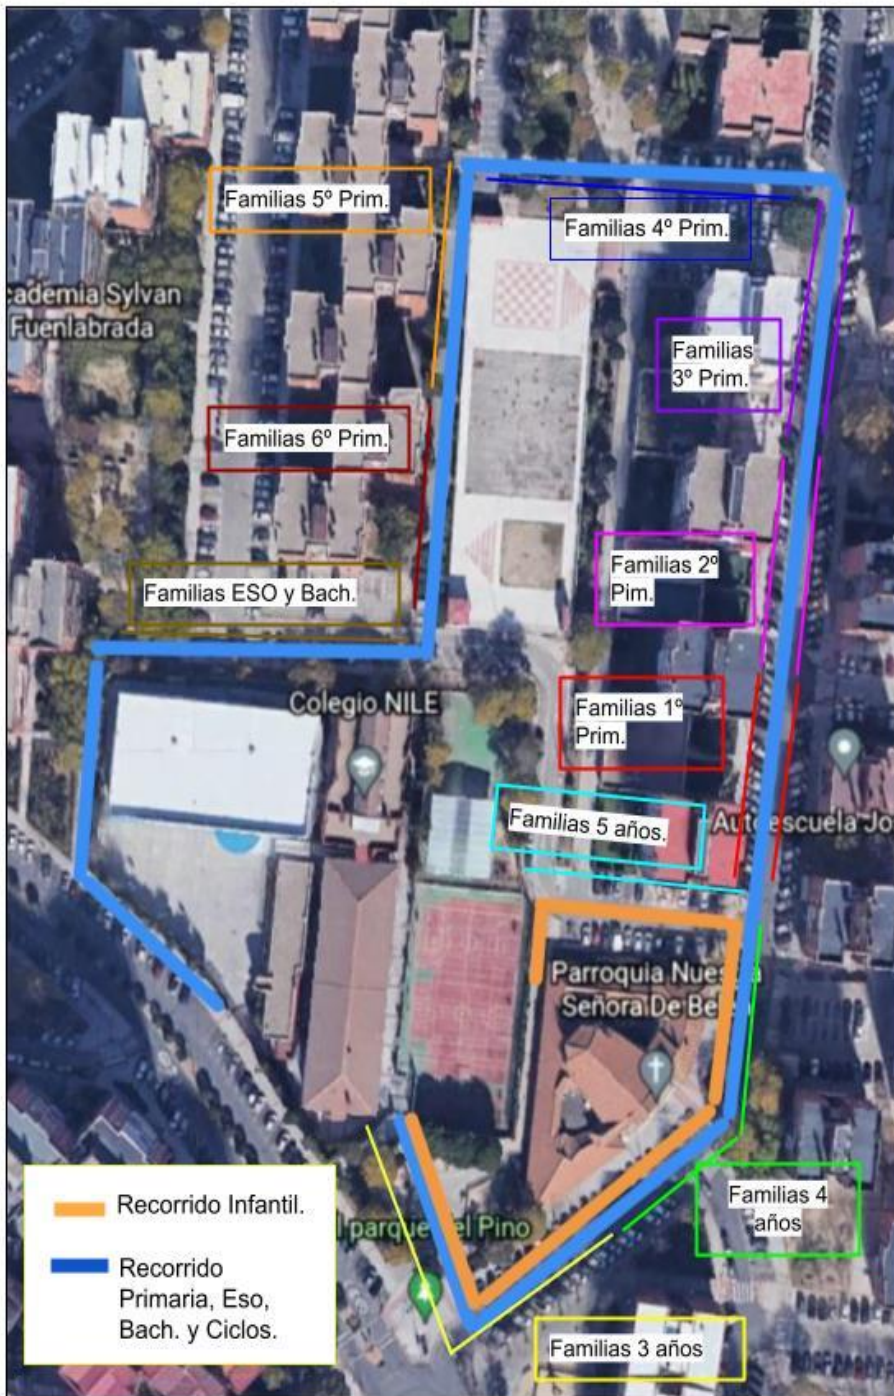 Familias 5º Prim.
Familias 4º Prim.
cademia Sylvan
Fuenlabrada
Familias
3º Prim.
Familias 6º Prim.
Familias 2º
Pim.
Familias ESO y Bach.
Colegio NILE
Familias 1º
Prim.
Familias 5 años.
Autoescuela Jo
Parroquia Nues a
Señora De Be
Familias 4
años
l parque del Pino
Familias 3 años
Recorrido Infantil.
Recorrido
Primaria, Eso,
Bach. y Ciclos.